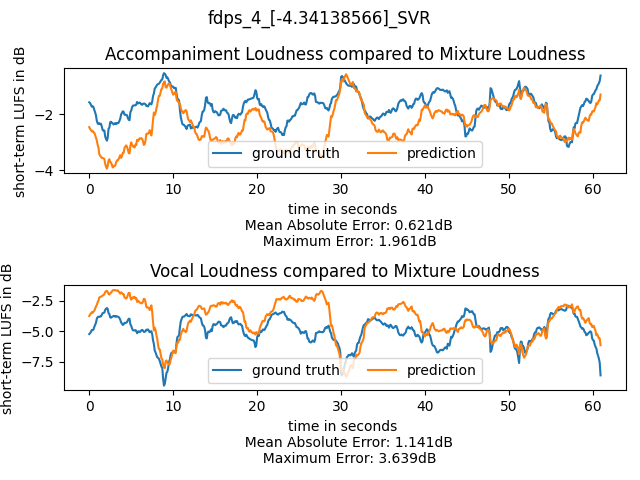 fdps_4_[-4.34138566]_SVR
Accompaniment Loudness compared to Mixture Loudness
short-term LUFS in dB
−2
−4
ground truth prediction
0 10 20 30 40 50 60
time in seconds
Mean Absolute Error: 0.621dB
Maximum Error: 1.961dB
Vocal Loudness compared to Mixture Loudness
short-term LUFS in dB
−2.5
−5.0
−7.5
ground truth prediction
0 10 20 30 40 50 60
time in seconds
Mean Absolute Error: 1.141dB
Maximum Error: 3.639dB